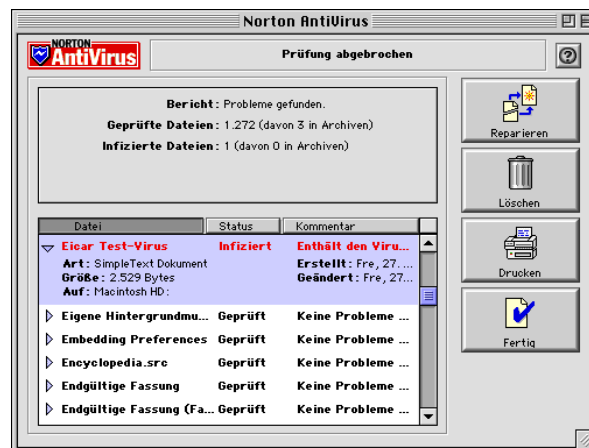 Norton AntiVirus
NORTON
AntiVirus
Prüfung abgebrochen
?
Bericht: Probleme gefunden.
Geprüfte Dateien: 1.272 (davon 3 in Archiven)
Infizierte Dateien: 1 (davon 0 in Archiven)
Reparieren
Löschen
Drucken
Fertig
Datei Status Kommentar
Eicar Test-Virus Infiziert Enthält den Viru...
Art: SimpleText Dokument Erstellt: Fre, 27. ...
Größe: 2.529 Bytes Geändert: Fre, 27...
Auf: Macintosh HD:
Eigene Hintergrundmu... Geprüft Keine Probleme ...
Embedding Preferences Geprüft Keine Probleme ...
Encyclopedia.src Geprüft Keine Probleme ...
Endgültige Fassung Geprüft Keine Probleme ...
Endgültige Fassung (Fa... Geprüft Keine Probleme ...